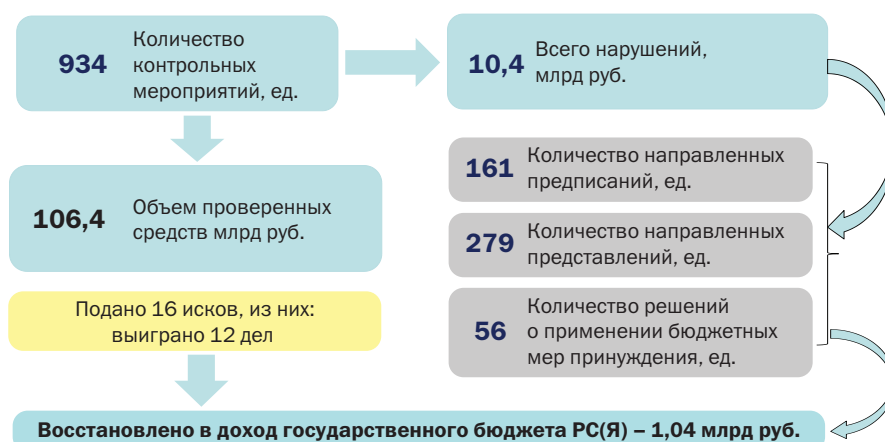 934
Количество
контрольных
мероприятий, ед.
10,4
Всего нарушений,
млрд руб.
106,4
Объем проверенных
средств млрд руб.
161
Количество направленных
предписаний, ед.
279
Количество направленных
представлений, ед.
56
Количество решений
о применении бюджетных
мер принуждения, ед.
Подано 16 исков, из них:
выиграно 12 дел
Восстановлено в доход государственного бюджета РС(Я) – 1,04 млрд руб.